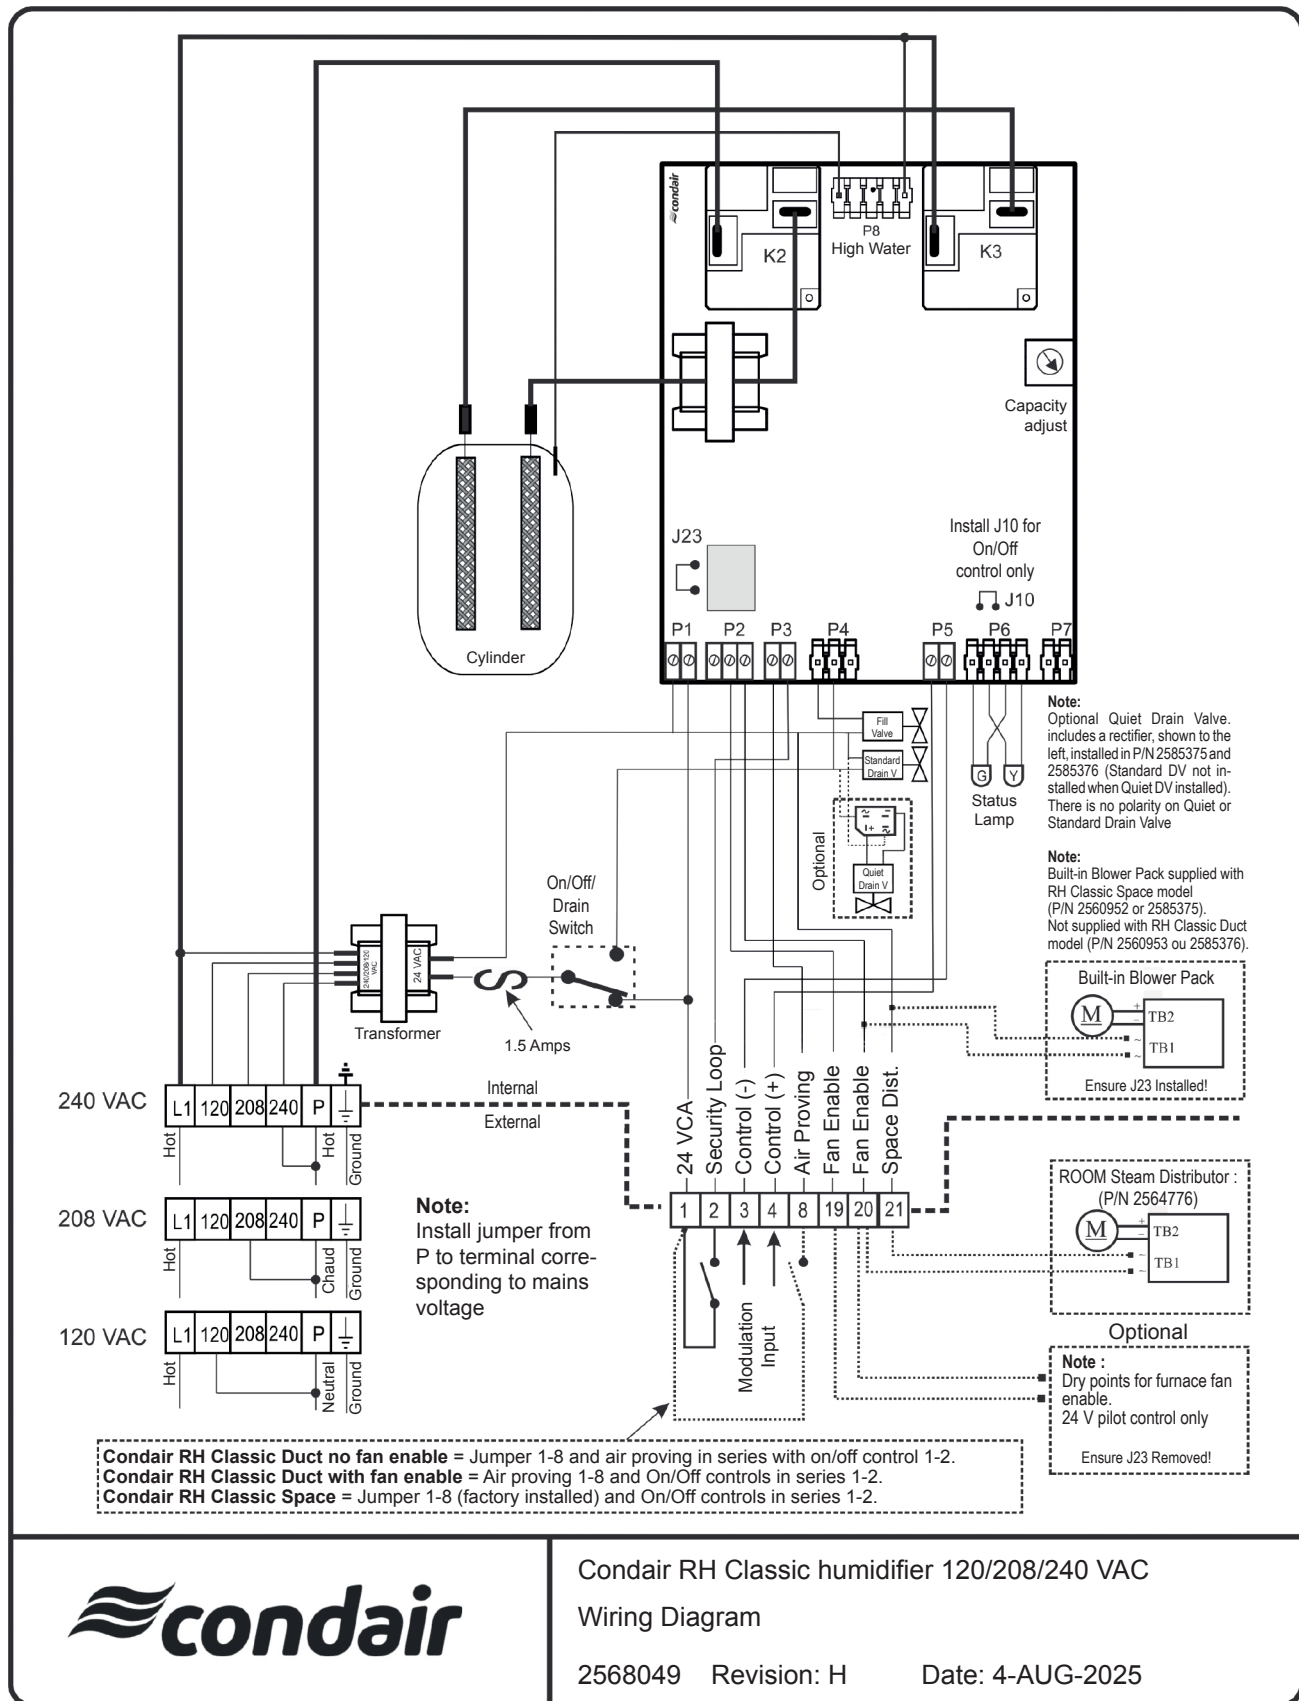 condair
K2
P8
High Water
K3
Capacity
adjust
J23
Install J10 for
On/Off
control only
J10
P1 P2 P3 P4 P5 P6 P7
Cylinder
Fill
Valve
Standard
Drain V
Optional
Quiet
Drain V
G Y
Status
Lamp
Note:
Optional Quiet Drain Valve.
includes a rectifier, shown to the
left, installed in P/N 2585375 and
2585376 (Standard DV not in-
stalled when Quiet DV installed).
There is no polarity on Quiet or
Standard Drain Valve
Note:
Built-in Blower Pack supplied with
RH Classic Space model
(P/N 2560952 or 2585375).
Not supplied with RH Classic Duct
model (P/N 2560953 ou 2585376).
On/Off/
Drain
Switch
240/208/120
VAC
24 VAC
Transformer
1.5 Amps
Built-in Blower Pack
M + − TB2
~ ~ TB1
Ensure J23 Installed!
Internal
External
240 VAC L1 120 208 240 P
Hot Hot Ground
208 VAC L1 120 208 240 P
Hot Chaud Ground
120 VAC L1 120 208 240 P
Hot Neutral Ground
Note:
Install jumper from
P to terminal corre-
sponding to mains
voltage
24 VCA
Security Loop
Control (-)
Control (+)
Air Proving
Fan Enable
Fan Enable
Space Dist.
1 2 3 4 8 19 20 21
Modulation
Input
ROOM Steam Distributor :
(P/N 2564776)
M + − TB2
~ ~ TB1
Optional
Note :
Dry points for furnace fan
enable.
24 V pilot control only
Ensure J23 Removed!
Condair RH Classic Duct no fan enable = Jumper 1-8 and air proving in series with on/off control 1-2.
Condair RH Classic Duct with fan enable = Air proving 1-8 and On/Off controls in series 1-2.
Condair RH Classic Space = Jumper 1-8 (factory installed) and On/Off controls in series 1-2.
condair
Condair RH Classic humidifier 120/208/240 VAC
Wiring Diagram
2568049 Revision: H Date: 4-AUG-2025